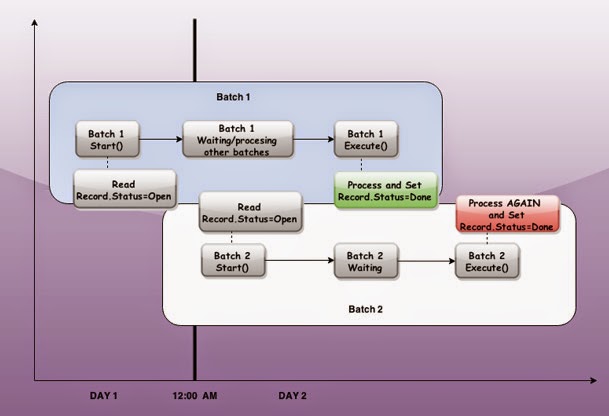 Batch 1
Batch 1
Start()
Batch 1
Waiting/procesing
other batches
Batch 1
Execute()
Read
Record.Status=Open
Process and Set
Record.Status=Done
Read
Record.Status=Open
Process AGAIN
and Set
Record.Status=Done
Batch 2
Start()
Batch 2
Waiting
Batch 2
Execute()
Batch 2
DAY 1
12:00 AM
DAY 2